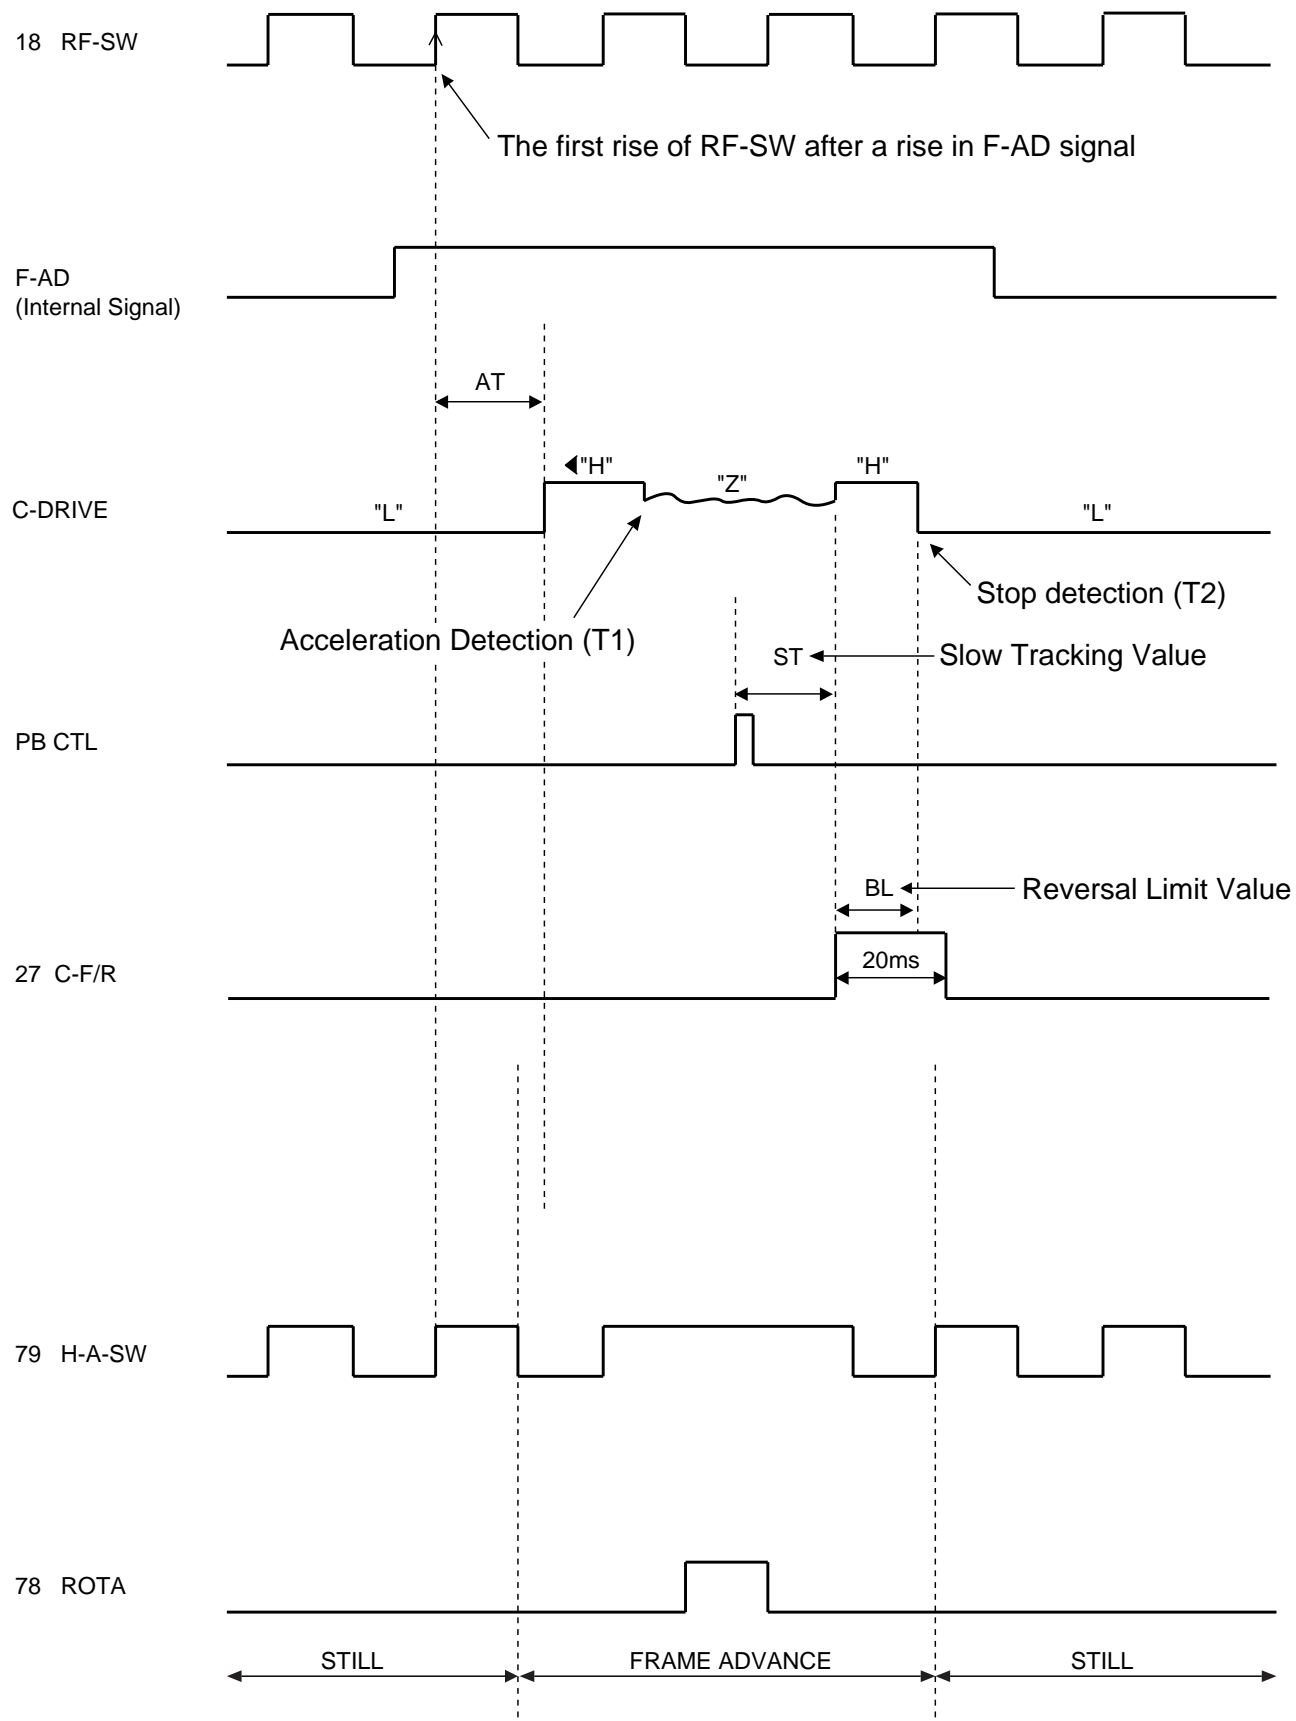 18 RF-SW
The first rise of RF-SW after a rise in F-AD signal
F-AD
(Internal Signal)
AT
"H"
"Z"
"H"
C-DRIVE
"L"
"L"
Stop detection (T2)
Acceleration Detection (T1)
ST
Slow Tracking Value
PB CTL
BL
Reversal Limit Value
27 C-F/R
20ms
79 H-A-SW
78 ROTA
STILL
FRAME ADVANCE
STILL